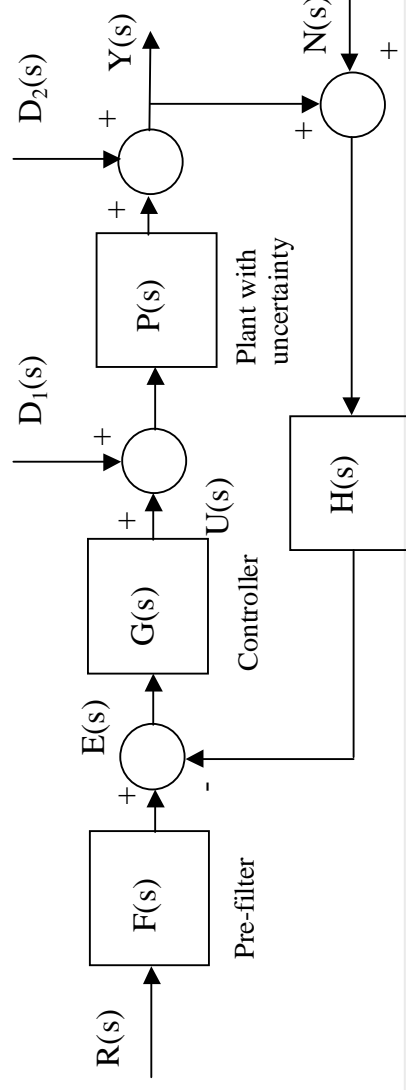 R(s)
F(s)
Pre-filter
+
-
E(s)
G(s)
Controller
+
U(s)
+
D₁(s)
P(s)
Plant with
uncertainty
+
+
D₂(s)
Y(s)
+
N(s)
+
H(s)